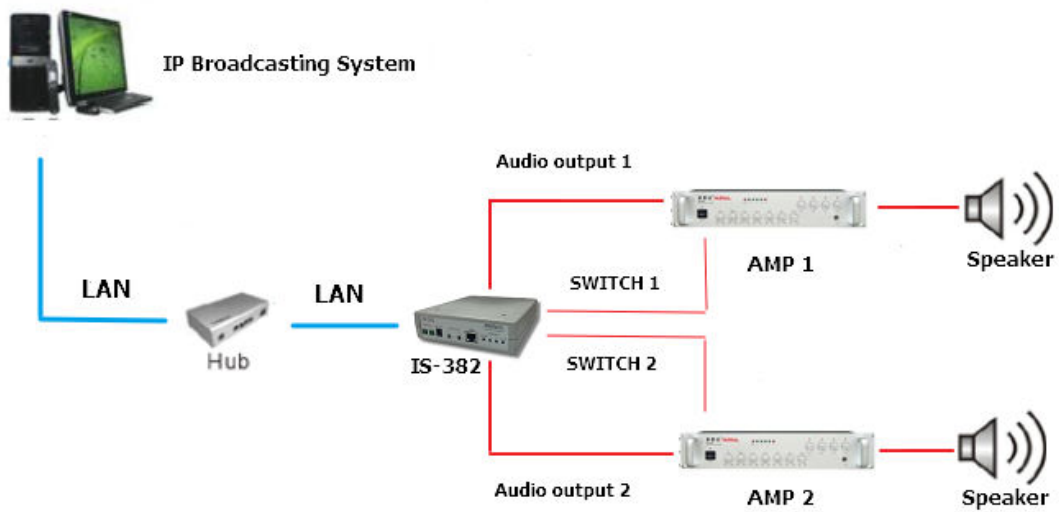 IP Broadcasting System
Audio output 1
AMP 1
Speaker
SWITCH 1
LAN
LAN
Hub
IS-382
SWITCH 2
Audio output 2
AMP 2
Speaker